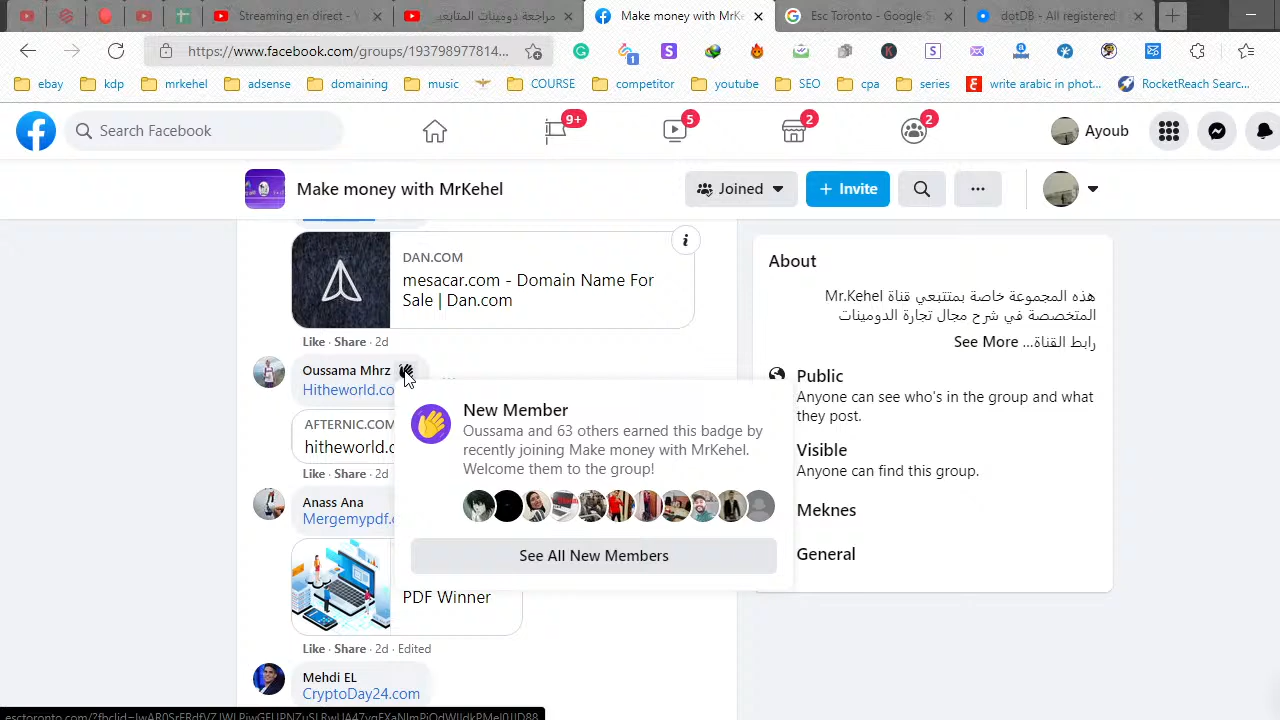 Streaming en direct - Y
مراجعة دومينات المتابعي
Make money with MrKe
Esc Toronto - Google S
dotDB - All registered
https://www.facebook.com/groups/193798977814...
1
K
S
S
ebay
kdp
mrkehel
adsense
domaining
music
COURSE
competitor
youtube
SEO
cpa
series
write arabic in phot...
RocketReach Searc...
Search Facebook
9+
5
2
2
Ayoub
Make money with MrKehel
Joined
+ Invite
DAN.COM
mesacar.com - Domain Name For
Sale | Dan.com
Like · Share · 2d
Oussama Mhrz
Hitheworld.co
AFTERNIC.COM
hitheworld.c
Like · Share · 2d
Anass Ana
Mergemypdf.c
PDF Winner
Like · Share · 2d · Edited
Mehdi EL
CryptoDay24.com
New Member
Oussama and 63 others earned this badge by
recently joining Make money with MrKehel.
Welcome them to the group!
See All New Members
About
هذه المجموعة خاصة بمتتبعي قناة Mr.Kehel
المتخصصة في شرح مجال تجارة الدومينات
رابط القناة... See More
Public
Anyone can see who's in the group and what
they post.
Visible
Anyone can find this group.
Meknes
General